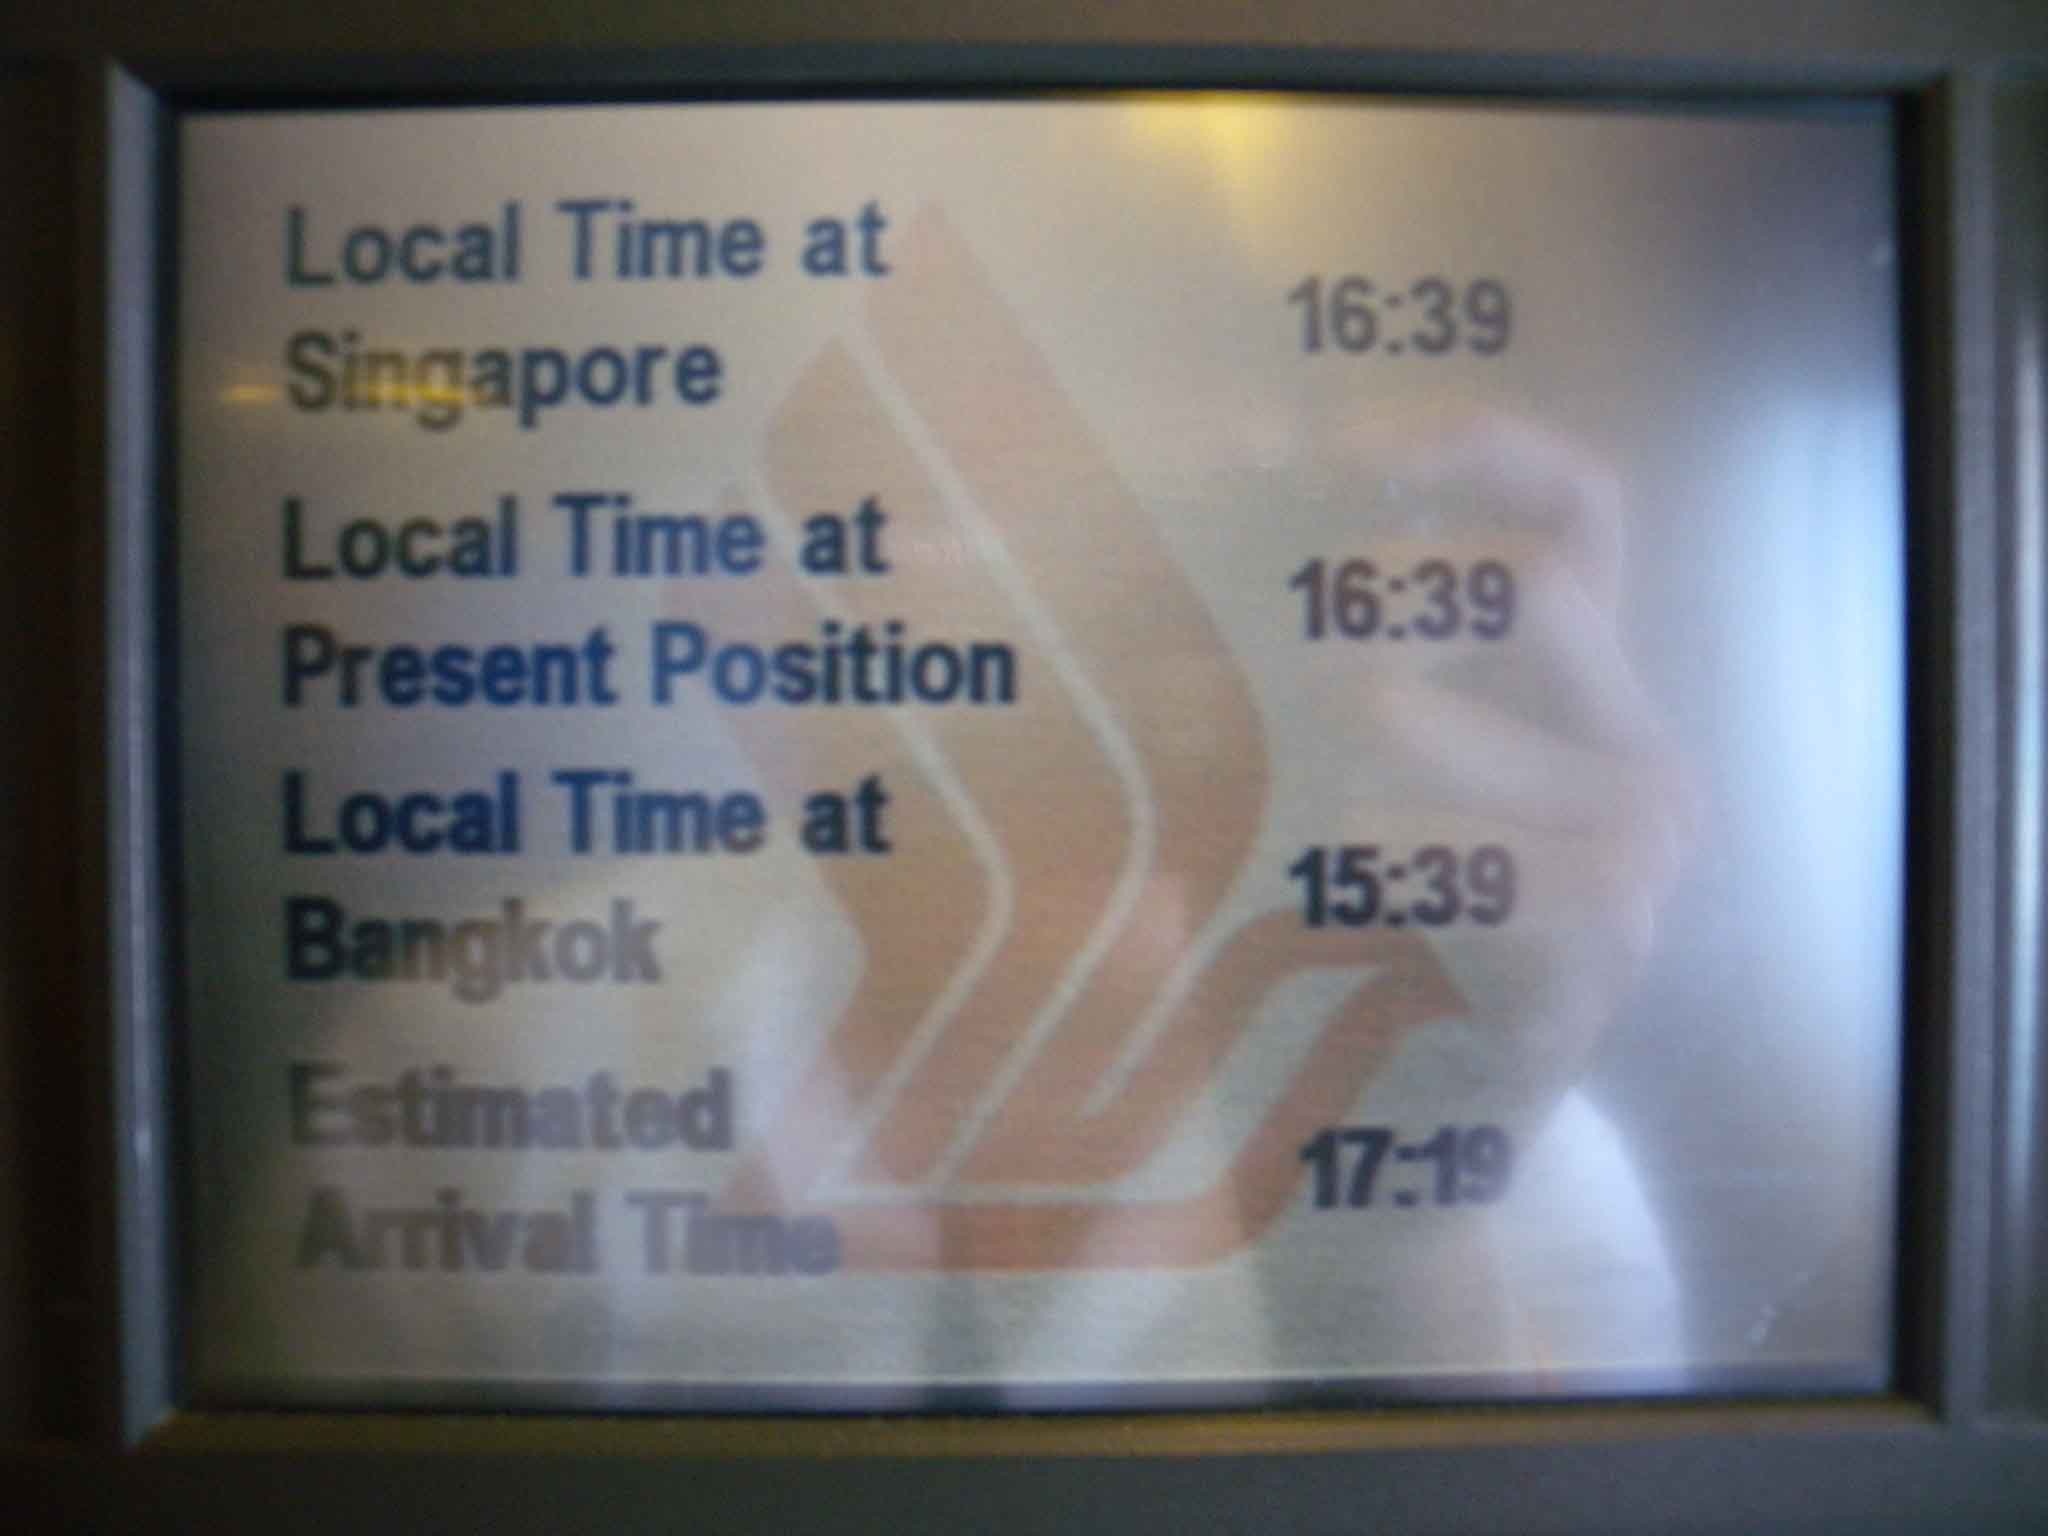 Local Time at
Singapore
16:39
Local Time at
Present Position
16:39
Local Time at
Bangkok
15:39
Estimated
Arrival Time
17:19